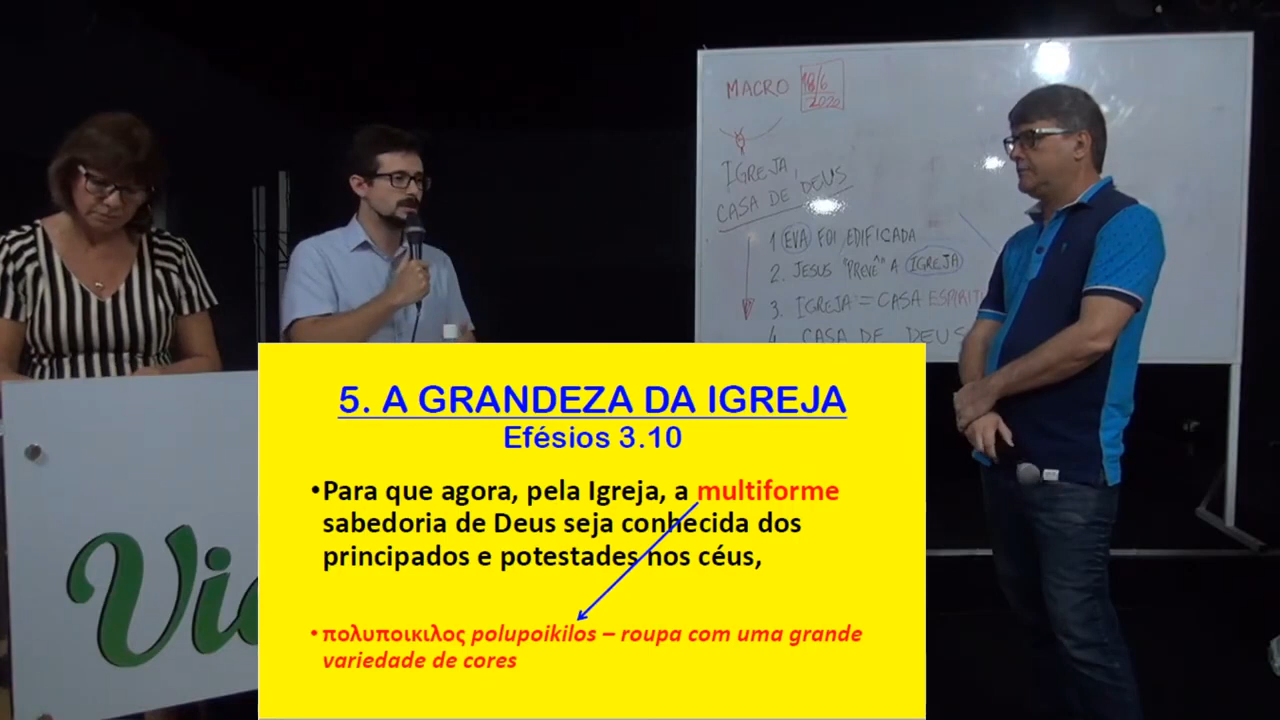 MACRO 18/6
2020
IGREJA,
CASA DE DEUS
1 EVA FOI EDIFICADA
2. JESUS "PREVÊ" A IGREJA
3. IGREJA = CASA ESPIRIT
4. CASA DE DEUS
5. A GRANDEZA DA IGREJA
Efésios 3.10
•Para que agora, pela Igreja, a multiforme
sabedoria de Deus seja conhecida dos
principados e potestades nos céus,
• πολυποικιλος polupoikilos – roupa com uma grande
variedade de cores
Vi